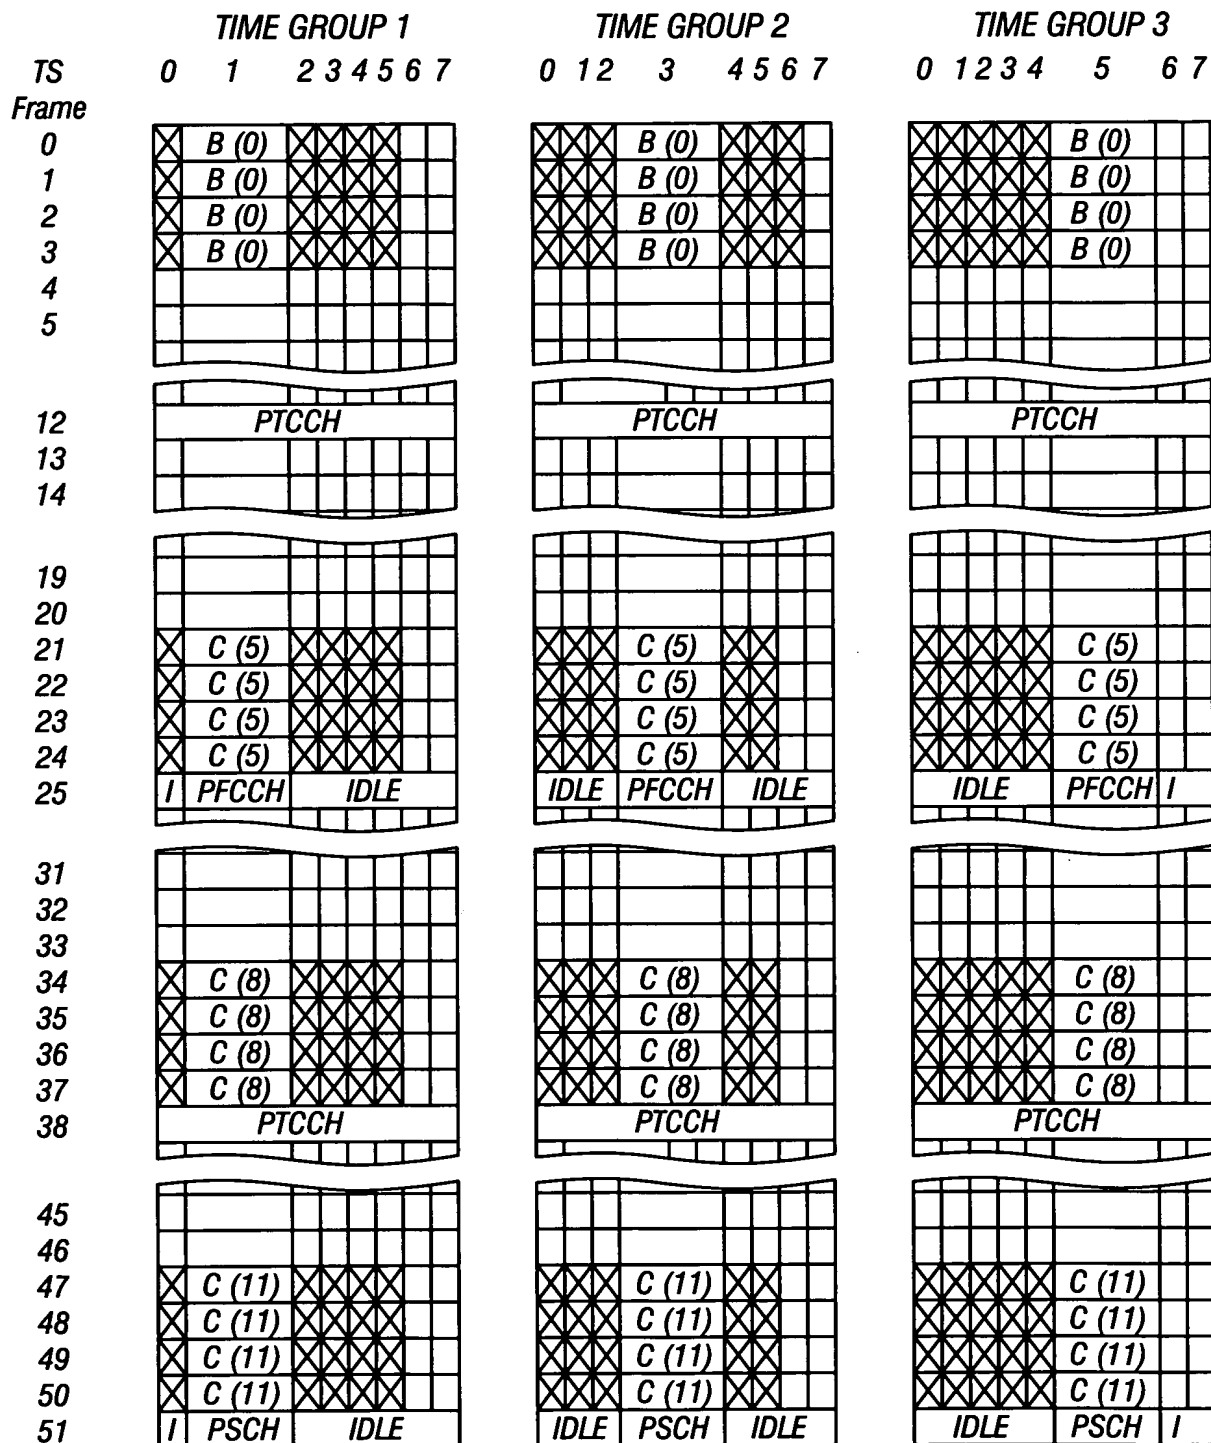 TIME GROUP 1 TIME GROUP 2 TIME GROUP 3
TS 0 1 2 3 4 5 6 7 0 1 2 3 4 5 6 7 0 1 2 3 4 5 6 7
Frame
0 B (0) B (0) B (0)
1 B (0) B (0) B (0)
2 B (0) B (0) B (0)
3 B (0) B (0) B (0)
4
5
12 PTCCH PTCCH PTCCH
13
14
19
20
21 C (5) C (5) C (5)
22 C (5) C (5) C (5)
23 C (5) C (5) C (5)
24 C (5) C (5) C (5)
25 I PFCCH IDLE IDLE PFCCH IDLE IDLE PFCCH I
31
32
33
34 C (8) C (8) C (8)
35 C (8) C (8) C (8)
36 C (8) C (8) C (8)
37 C (8) C (8) C (8)
38 PTCCH PTCCH PTCCH
45
46
47 C (11) C (11) C (11)
48 C (11) C (11) C (11)
49 C (11) C (11) C (11)
50 C (11) C (11) C (11)
51 I PSCH IDLE IDLE PSCH IDLE IDLE PSCH I